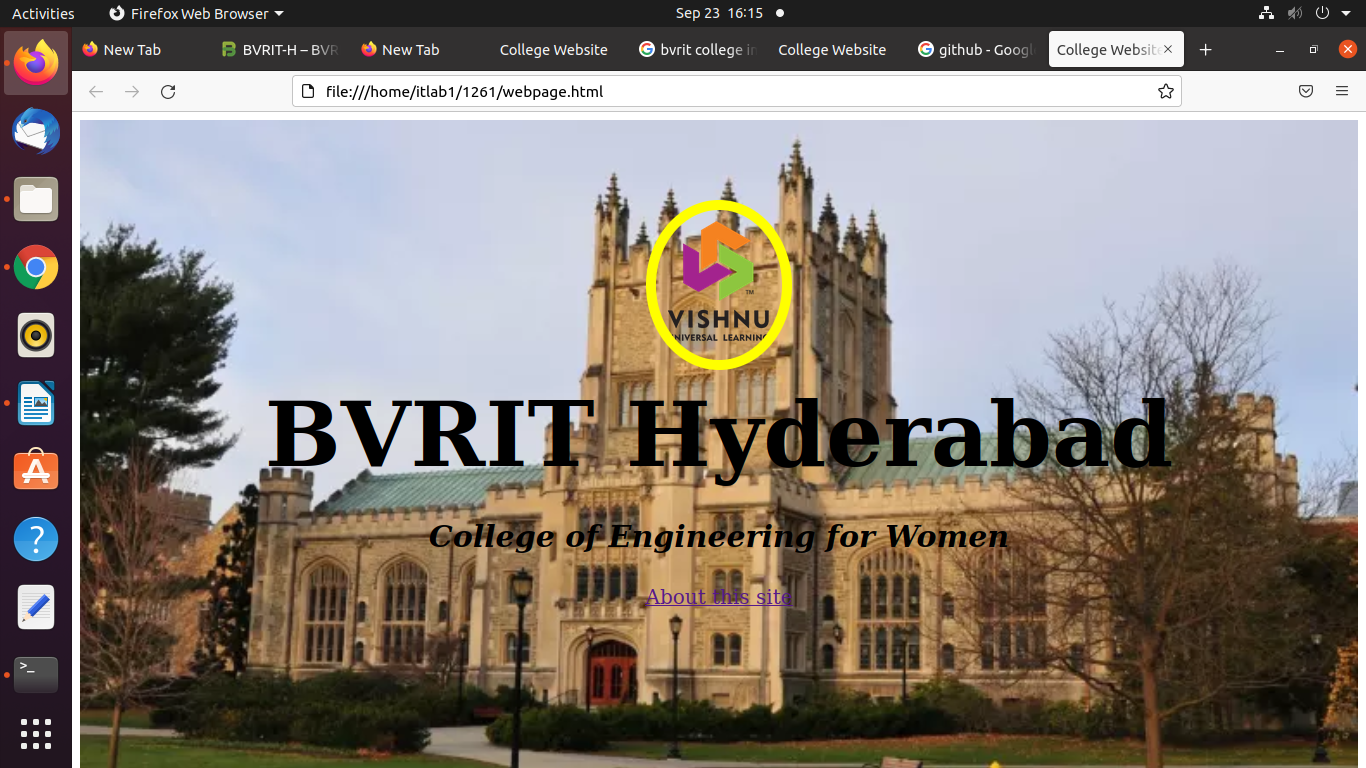 Activities
Firefox Web Browser
Sep 23 16:15
New Tab
BVRIT-H – BVR
New Tab
College Website
bvrit college in
College Website
github - Googl
College Website
file:///home/itlab1/1261/webpage.html
TM
VISHNU
UNIVERSAL LEARNING
BVRIT Hyderabad
College of Engineering for Women
About this site
?
>_